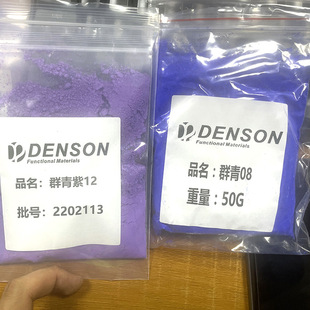 DENSON
Functional Materials
品名：群青紫12
批号：2202113
DENSON
Functional Materials
品名：群青08
重量：50G